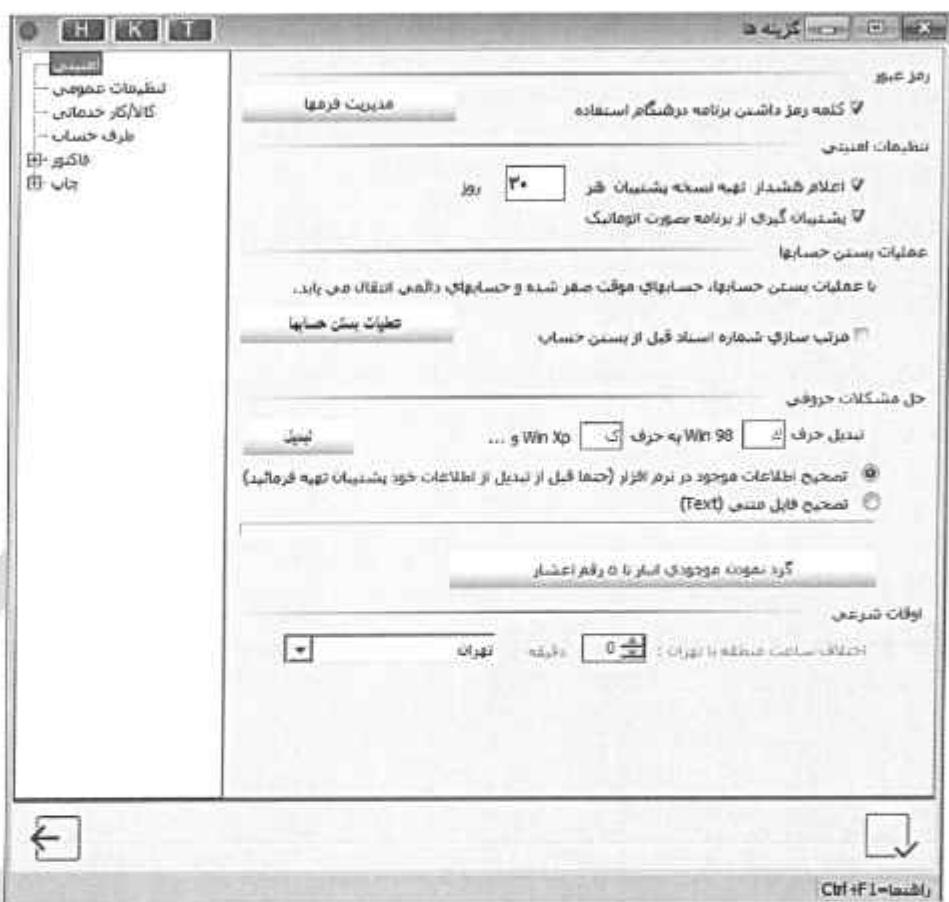 گزینه ها
H K T
امنیتی
تنظیمات عمومی
کالا/کار خدماتی
طرف حساب
فاکتور
چاپ
رمز عبور
کلمه رمز داشتن برنامه درهنگام استفاده
مدیریت فرمها
تنظیمات امنیتی
اعلام هشدار تهیه نسخه پشتیبان هر ۳۰ روز
پشتیبان گیری از برنامه بصورت اتوماتیک
عملیات بستن حسابها
با عملیات بستن حسابها، حسابهاي موقت صفر شده و حسابهاي دائمی انتقال می یابد.
مرتب سازي شماره اسناد قبل از بستن حساب
عملیات بستن حسابها
حل مشکلات حروفی
تبدیل حرف ك Win 98 به حرف ک Win Xp و ...
تبدیل
تصحیح اطلاعات موجود در نرم افزار (حتما قبل از تبدیل از اطلاعات خود پشتیبان تهیه فرمائید)
تصحیح فایل متنی (Text)
گرد نمودن موجودی انبار تا ۵ رقم اعشار
اوقات شرعی
اختلاف ساعت منطقه با تهران : 0 دقیقه تهران
راهنما=Ctrl+F1